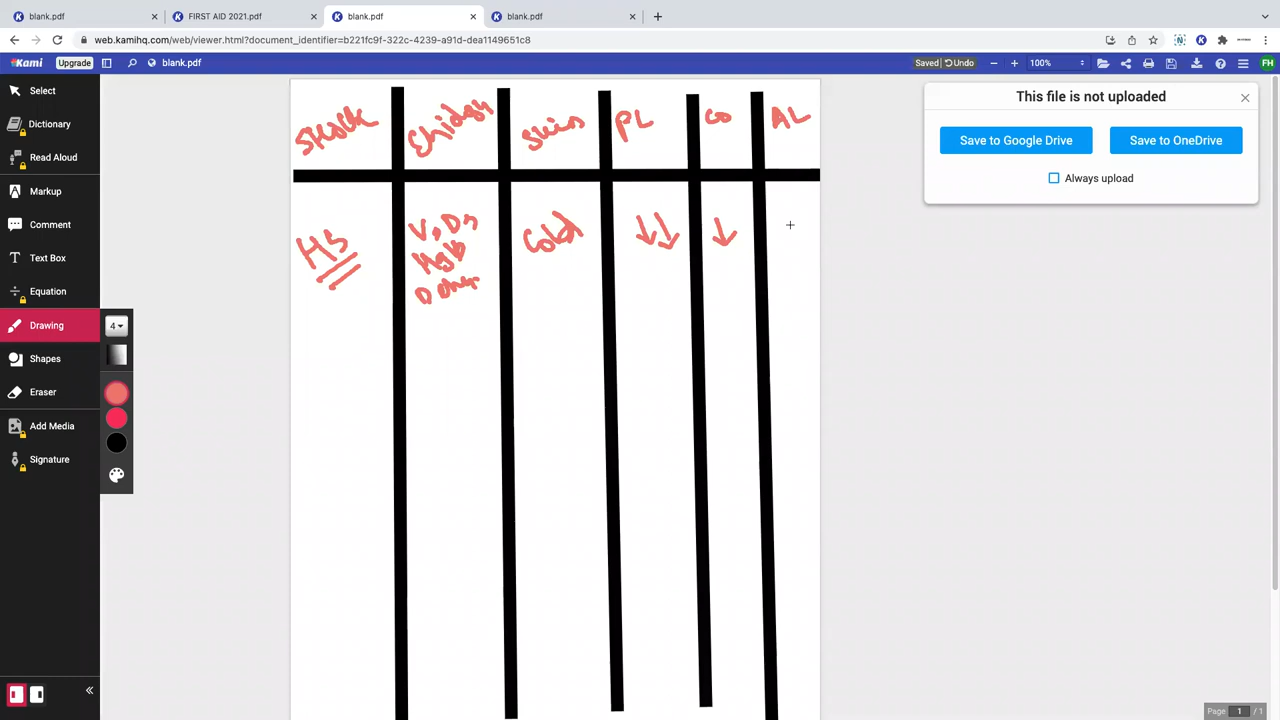 blank.pdf
FIRST AID 2021.pdf
blank.pdf
blank.pdf
web.kamihq.com/web/viewer.html?document_identifier=b221fc9f-322c-4239-a91d-dea1149651c8
Kami
Upgrade
blank.pdf
Saved
Undo
100%
FH
Select
Dictionary
Read Aloud
Markup
Comment
Text Box
Equation
Drawing
Shapes
Eraser
Add Media
Signature
4
This file is not uploaded
Save to Google Drive
Save to OneDrive
Always upload
Shock
Skin
PL
CO
AL
HS
Cold
↓↓
↓
Page 1 / 1